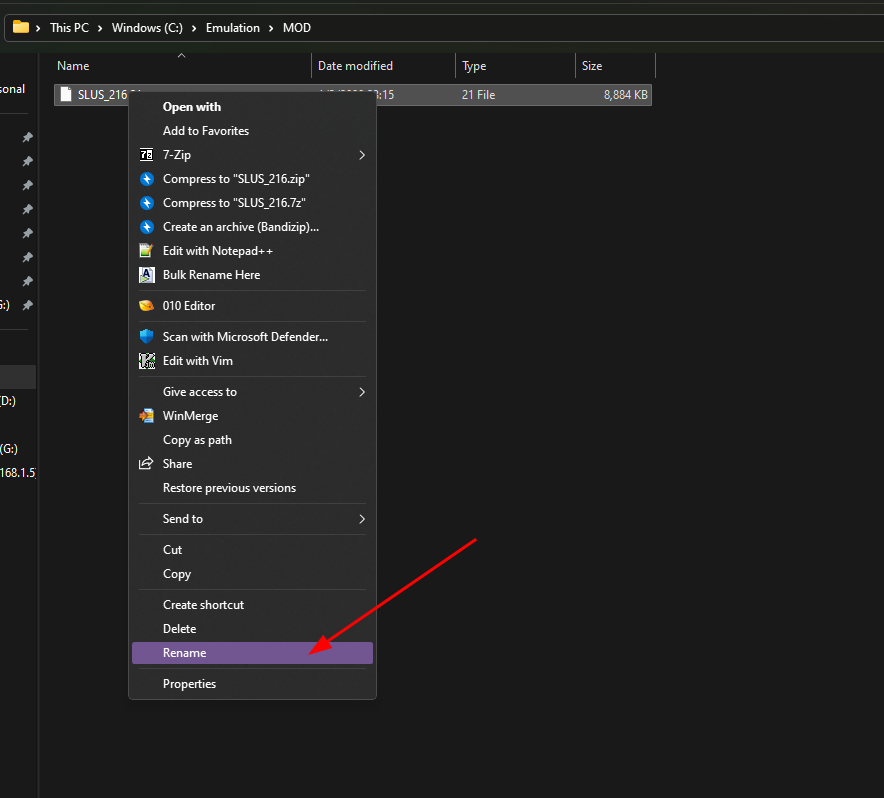 This PC > Windows (C:) > Emulation > MOD
Name Date modified Type Size
sonal
SLUS_216 :15 21 File 8,884 KB
Open with
Add to Favorites
7-Zip
Compress to "SLUS_216.zip"
Compress to "SLUS_216.7z"
Create an archive (Bandizip)...
Edit with Notepad++
Bulk Rename Here
G:)
010 Editor
Scan with Microsoft Defender...
Edit with Vim
Give access to
D:)
WinMerge
Copy as path
(G:)
Share
168.1.5)
Restore previous versions
Send to
Cut
Copy
Create shortcut
Delete
Rename
Properties